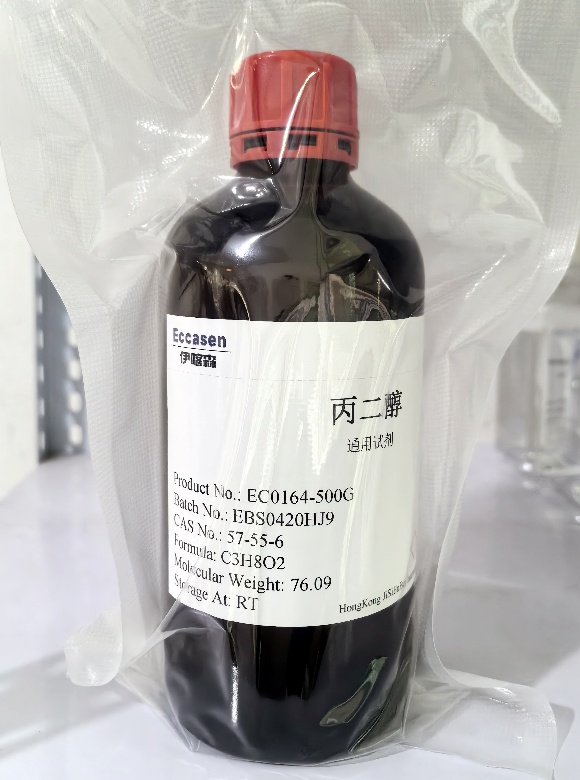 Eccasen
伊喀森
丙二醇
通用试剂
Product No.: EC0164-500G
Batch No.: EBS0420HJ9
CAS No.: 57-55-6
Formula: C3H8O2
Molecular Weight: 76.09
Storage At: RT
HongKong